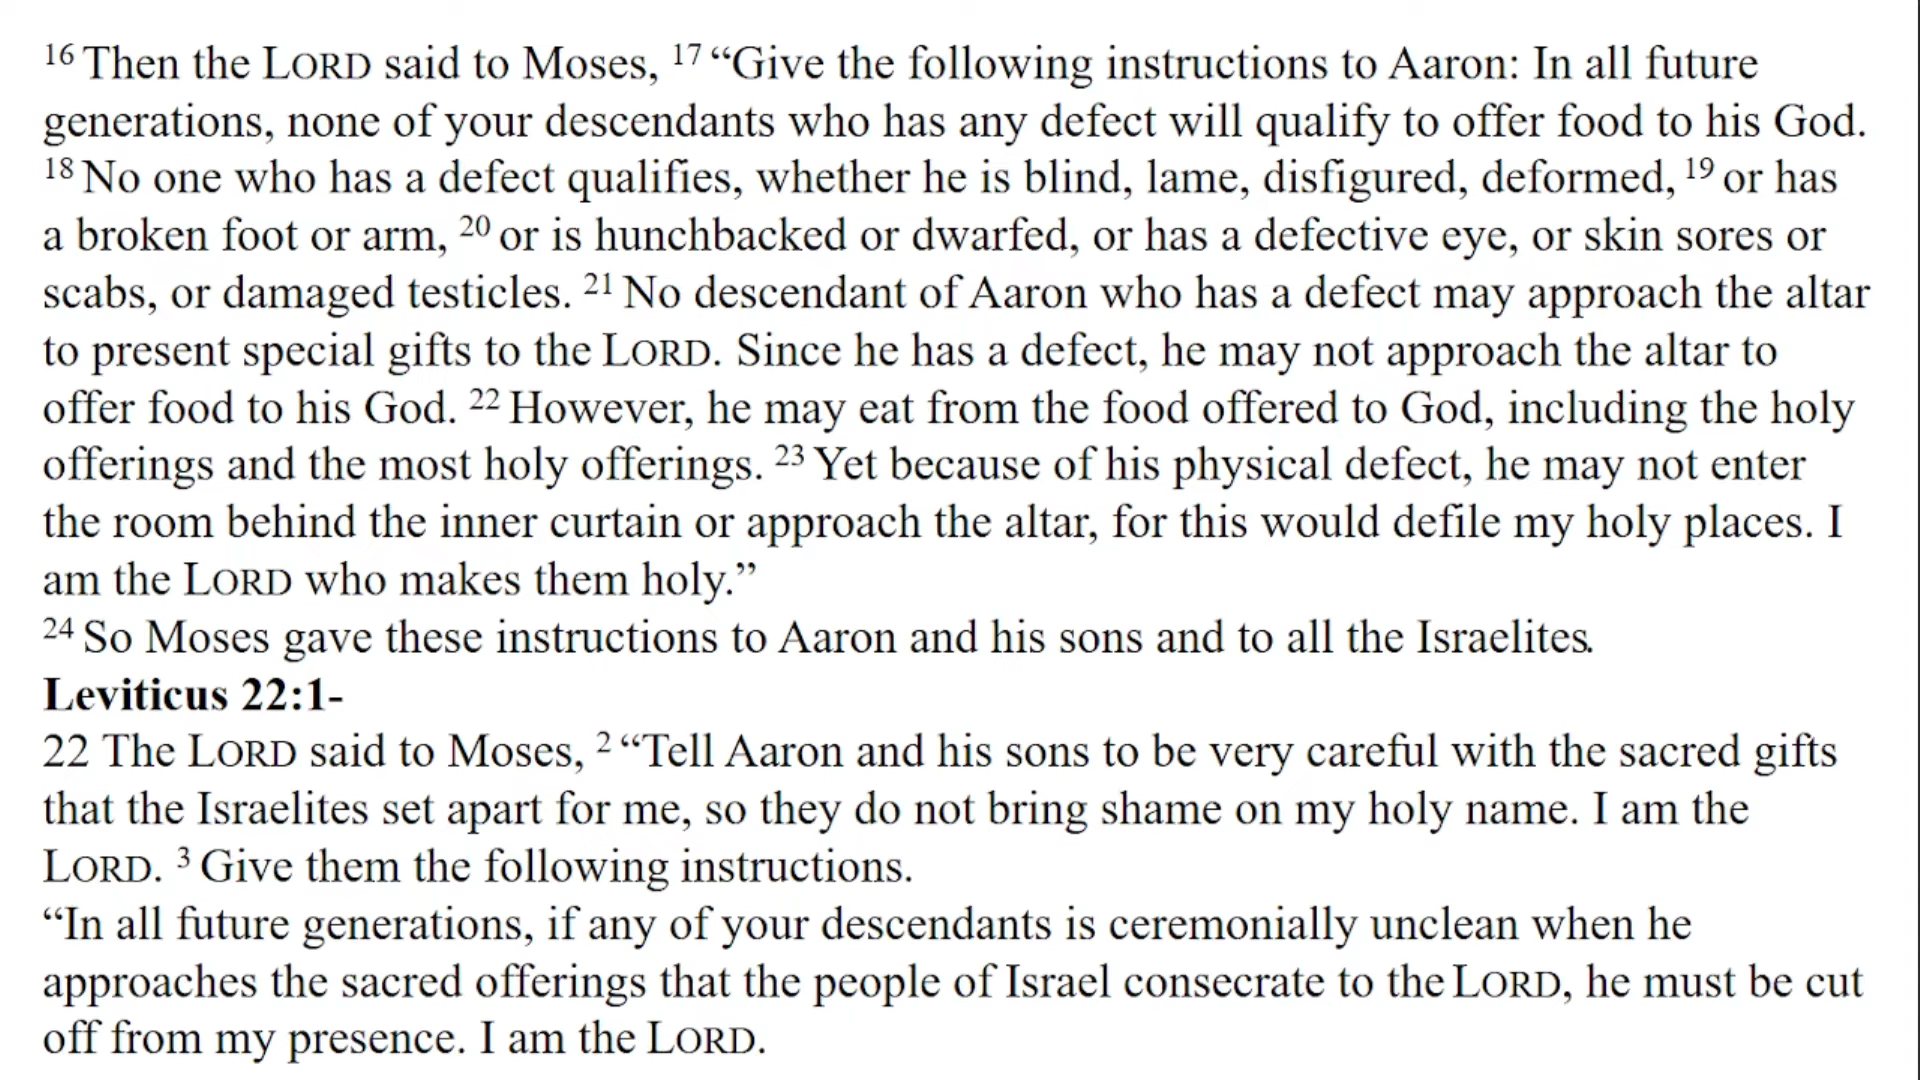 16 Then the LORD said to Moses, 17 “Give the following instructions to Aaron: In all future
generations, none of your descendants who has any defect will qualify to offer food to his God.
18 No one who has a defect qualifies, whether he is blind, lame, disfigured, deformed, 19 or has
a broken foot or arm, 20 or is hunchbacked or dwarfed, or has a defective eye, or skin sores or
scabs, or damaged testicles. 21 No descendant of Aaron who has a defect may approach the altar
to present special gifts to the LORD. Since he has a defect, he may not approach the altar to
offer food to his God. 22 However, he may eat from the food offered to God, including the holy
offerings and the most holy offerings. 23 Yet because of his physical defect, he may not enter
the room behind the inner curtain or approach the altar, for this would defile my holy places. I
am the LORD who makes them holy.”
24 So Moses gave these instructions to Aaron and his sons and to all the Israelites.
Leviticus 22:1-
22 The LORD said to Moses, 2 “Tell Aaron and his sons to be very careful with the sacred gifts
that the Israelites set apart for me, so they do not bring shame on my holy name. I am the
LORD. 3 Give them the following instructions.
“In all future generations, if any of your descendants is ceremonially unclean when he
approaches the sacred offerings that the people of Israel consecrate to the LORD, he must be cut
off from my presence. I am the LORD.